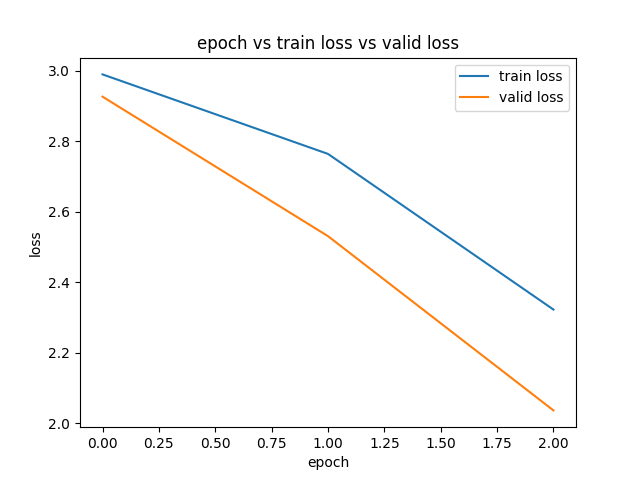 epoch vs train loss vs valid loss
train loss
valid loss
loss
3.0
2.8
2.6
2.4
2.2
2.0
0.00 0.25 0.50 0.75 1.00 1.25 1.50 1.75 2.00
epoch